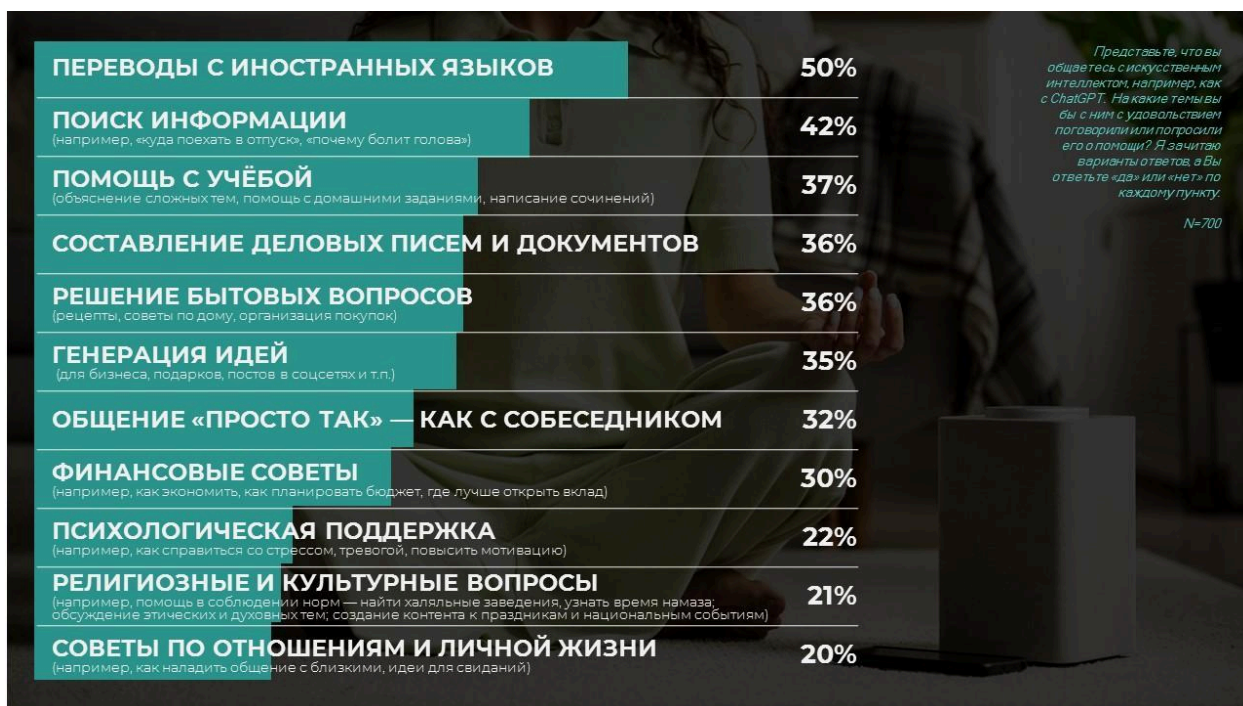 ПЕРЕВОДЫ С ИНОСТРАННЫХ ЯЗЫКОВ 50%
ПОИСК ИНФОРМАЦИИ 42%
(например, «куда поехать в отпуск», «почему болит голова»)
ПОМОЩЬ С УЧЁБОЙ 37%
(объяснение сложных тем, помощь с домашними заданиями, написание сочинений)
СОСТАВЛЕНИЕ ДЕЛОВЫХ ПИСЕМ И ДОКУМЕНТОВ 36%
РЕШЕНИЕ БЫТОВЫХ ВОПРОСОВ 36%
(рецепты, советы по дому, организация покупок)
ГЕНЕРАЦИЯ ИДЕЙ 35%
(для бизнеса, подарков, постов в соцсетях и т.п.)
ОБЩЕНИЕ «ПРОСТО ТАК» — КАК С СОБЕСЕДНИКОМ 32%
ФИНАНСОВЫЕ СОВЕТЫ 30%
(например, как экономить, как планировать бюджет, где лучше открыть вклад)
ПСИХОЛОГИЧЕСКАЯ ПОДДЕРЖКА 22%
(например, как справиться со стрессом, тревогой, повысить мотивацию)
РЕЛИГИОЗНЫЕ И КУЛЬТУРНЫЕ ВОПРОСЫ 21%
(например, помощь в соблюдении норм — найти халяльные заведения, узнать время намаза;
обсуждение этических и духовных тем; создание контента к праздникам и национальным событиям)
СОВЕТЫ ПО ОТНОШЕНИЯМ И ЛИЧНОЙ ЖИЗНИ 20%
(например, как наладить общение с близкими, идеи для свиданий)
Представьте, что вы
общаетесь с искусственным
интеллектом, например, как
с ChatGPT. На какие темы вы
бы с ним с удовольствием
поговорили или попросили
его о помощи? Я зачитаю
варианты ответов, а Вы
ответьте «да» или «нет» по
каждому пункту.
N=700